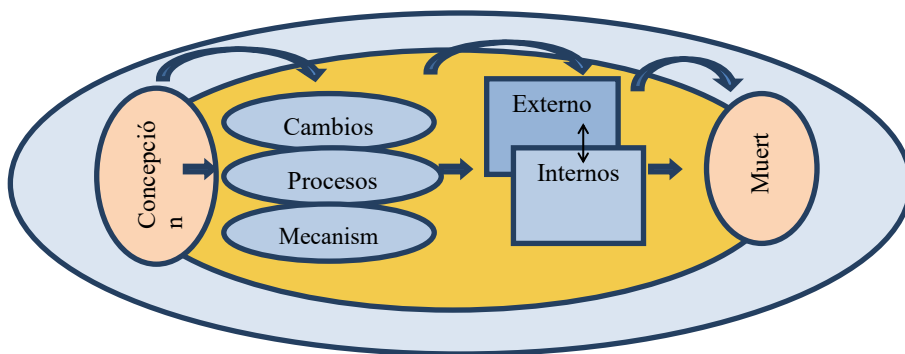 Concepció
n
Cambios
Procesos
Mecanism
Externo
Internos
Muert